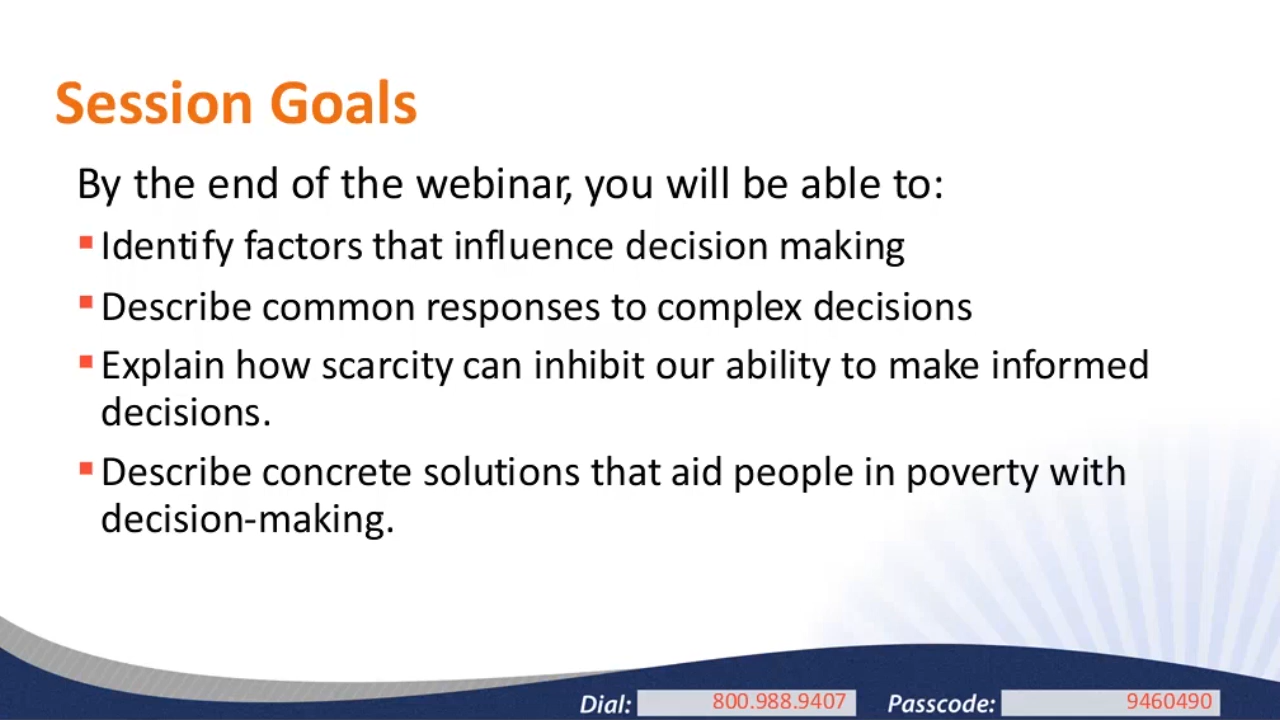 Session Goals
By the end of the webinar, you will be able to:
▪ Identify factors that influence decision making
▪ Describe common responses to complex decisions
▪ Explain how scarcity can inhibit our ability to make informed
decisions.
▪ Describe concrete solutions that aid people in poverty with
decision-making.
Dial: 800.988.9407 Passcode: 9460490